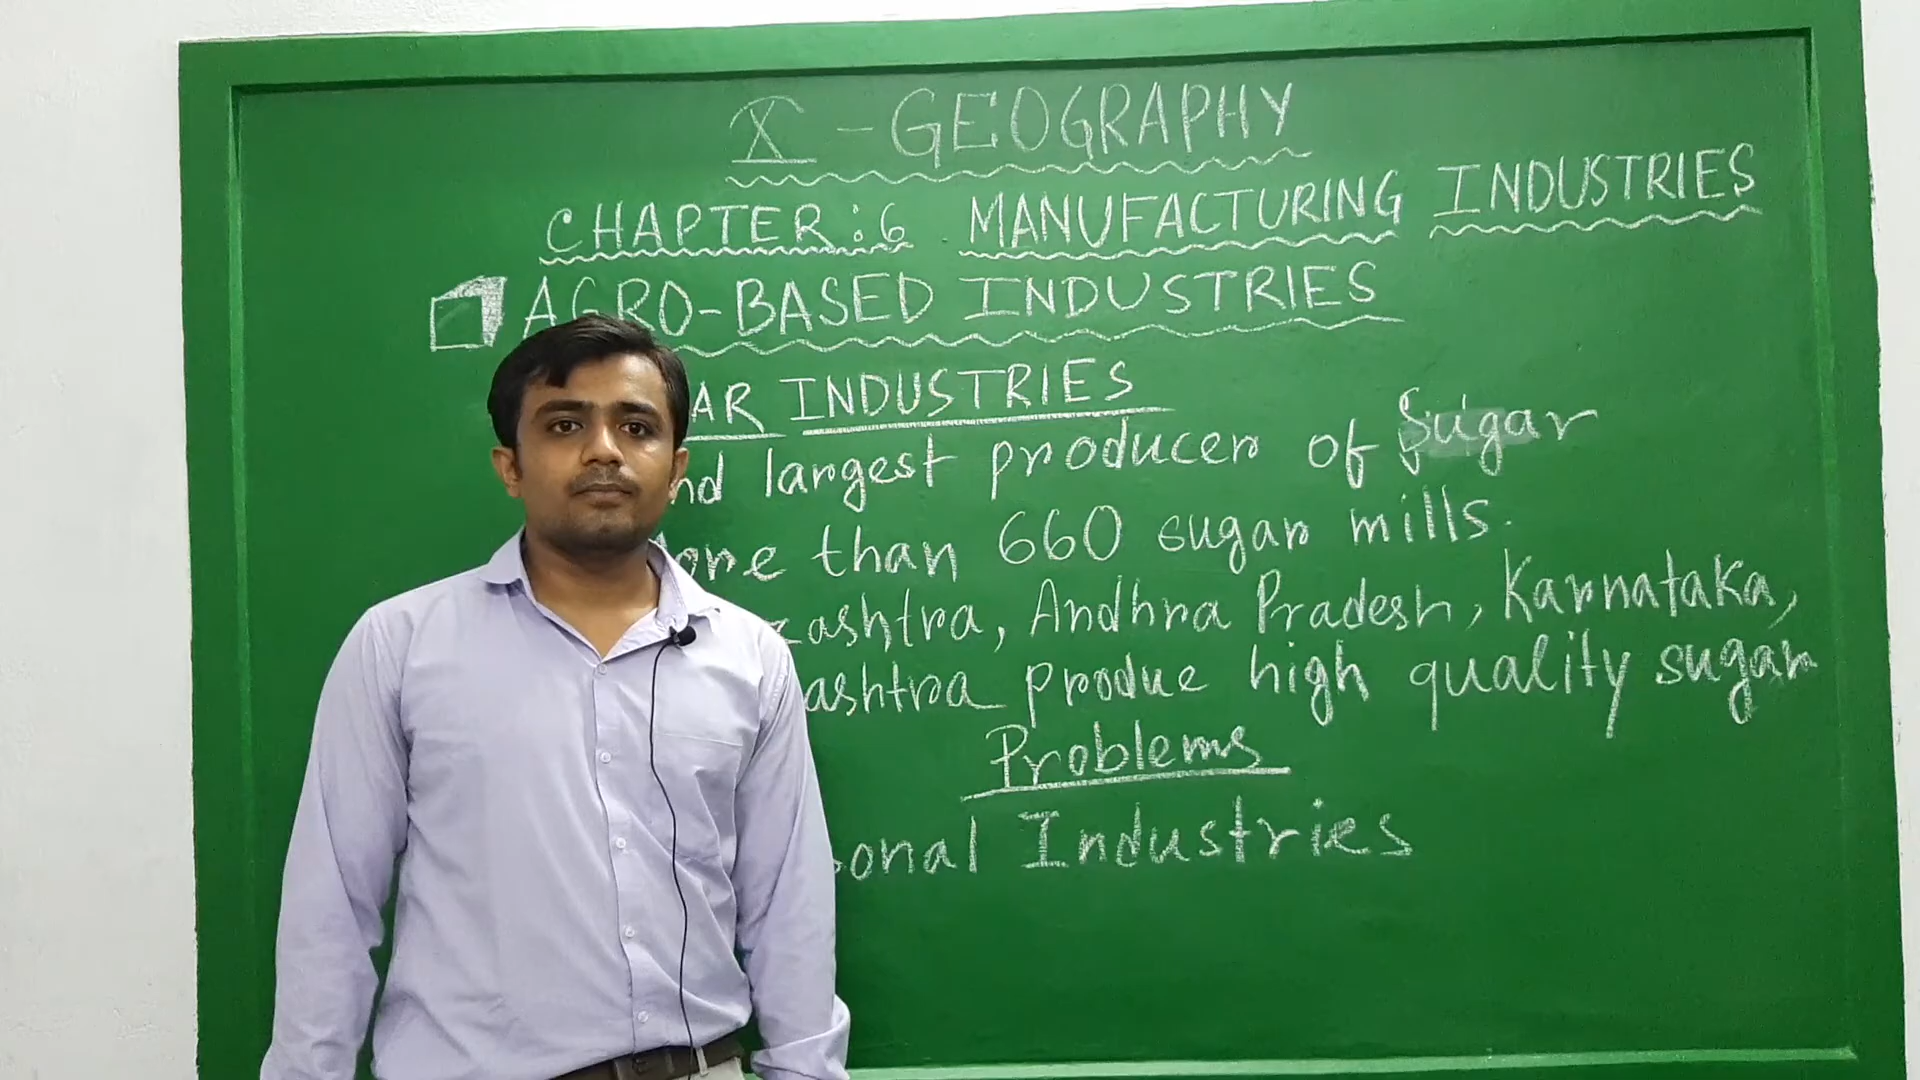 X - GEOGRAPHY
CHAPTER:6 MANUFACTURING INDUSTRIES
AGRO-BASED INDUSTRIES
AR INDUSTRIES
nd largest producer of Sugar
ore than 660 sugar mills.
ashtra, Andhra Pradesh, Karnataka,
ashtra produe high quality sugar
Problems
onal Industries